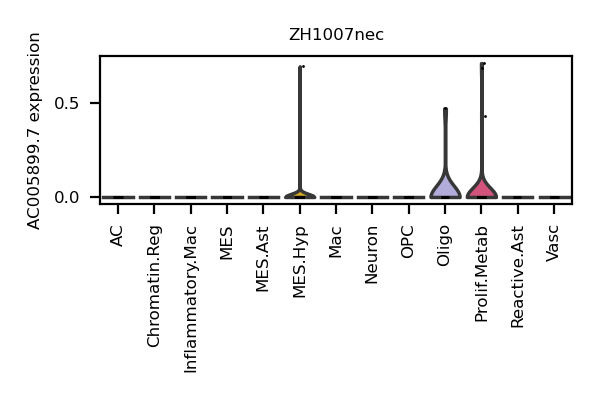 ZH1007nec
AC005899.7 expression
0.5
0.0
AC
Chromatin.Reg
Inflammatory.Mac
MES
MES.Ast
MES.Hyp
Mac
Neuron
OPC
Oligo
Prolif.Metab
Reactive.Ast
Vasc